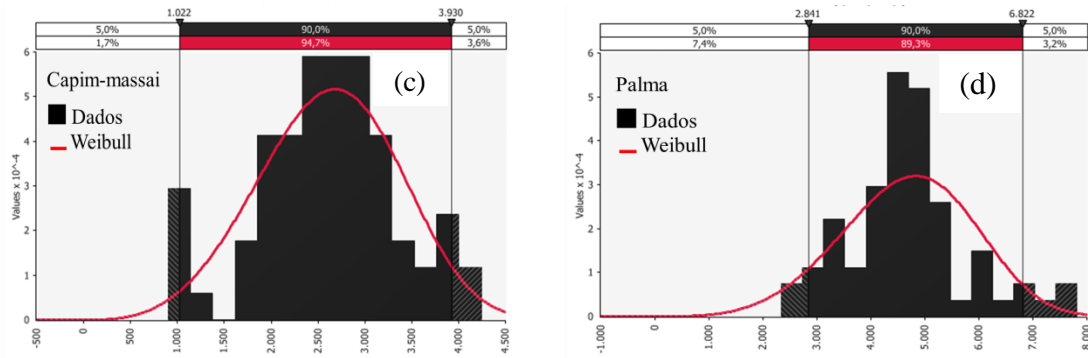 1.022 3.930
5,0% 90,0% 5,0%
1,7% 94,7% 3,6%
Capim-massai
(c)
Dados
Weibull
Values x 10^-4
6
5
4
3
2
1
0
-500 0 500 1.000 1.500 2.000 2.500 3.000 3.500 4.000 4.500
2.841 6.822
5,0% 90,0% 5,0%
7,4% 89,3% 3,2%
Palma
(d)
Dados
Weibull
Values x 10^-4
6
5
4
3
2
1
0
-1.000 0 1.000 2.000 3.000 4.000 5.000 6.000 7.000 8.000